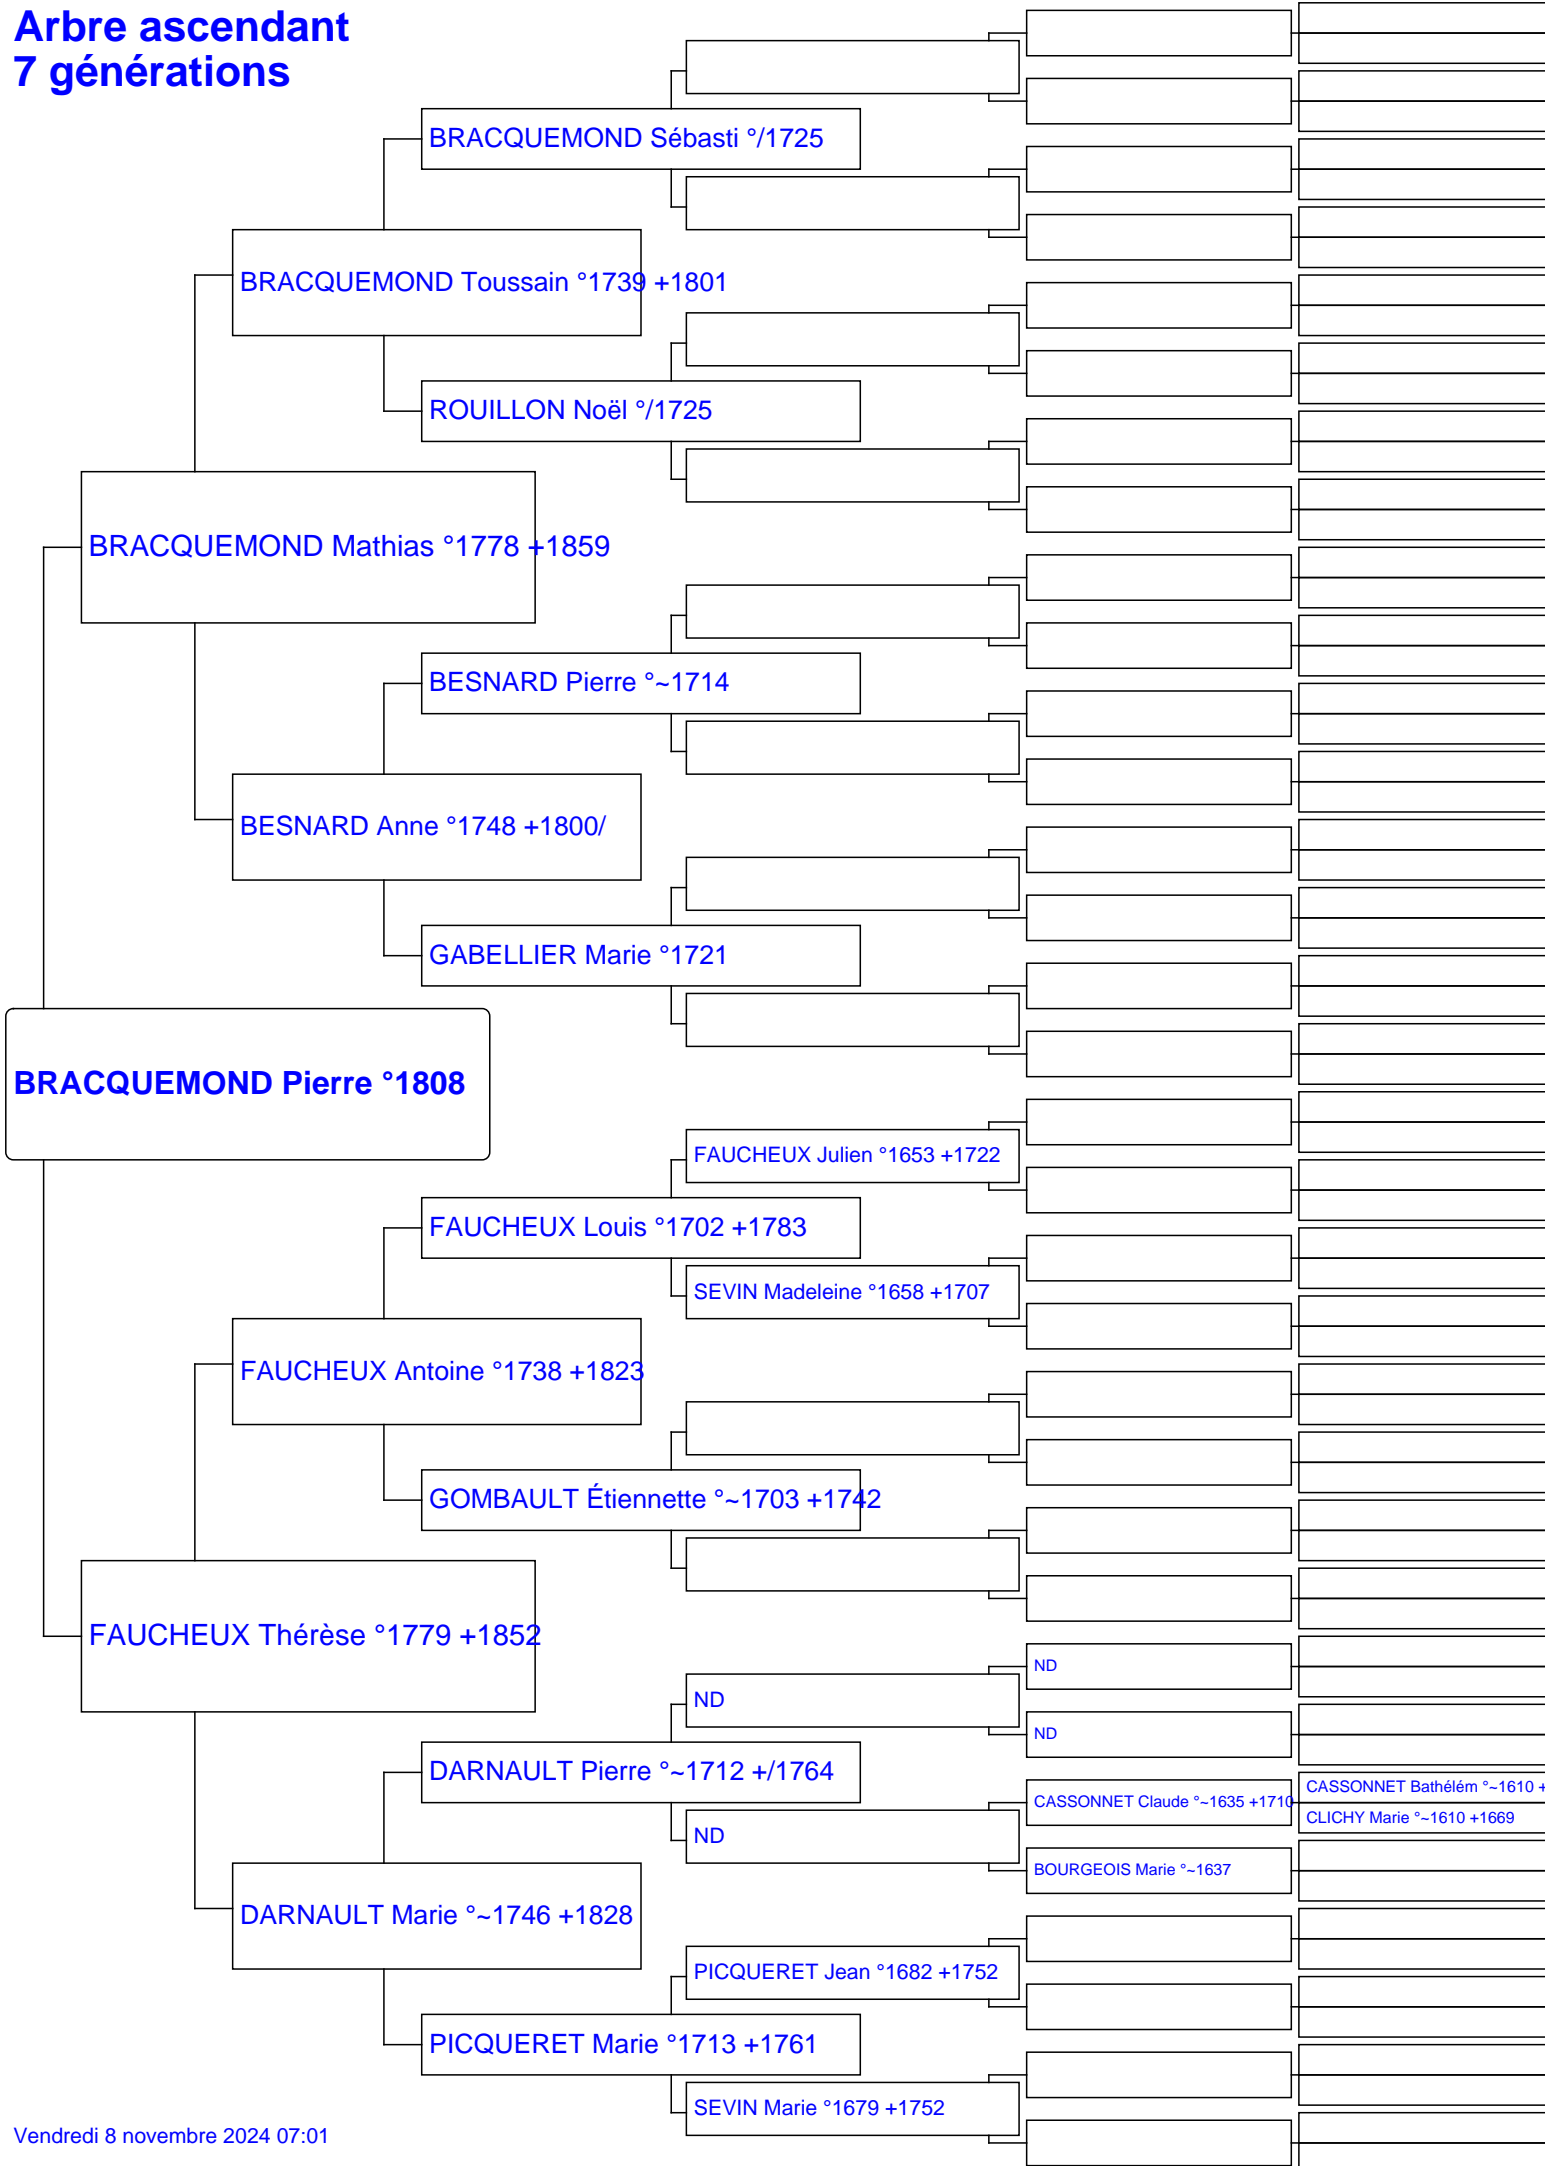 Arbre ascendant
7 générations
BRACQUEMOND Sébasti °/1725
BRACQUEMOND Toussain °1739 +1801
ROUILLON Noël °/1725
BRACQUEMOND Mathias °1778 +1859
BESNARD Pierre °~1714
BESNARD Anne °1748 +1800/
GABELLIER Marie °1721
BRACQUEMOND Pierre °1808
FAUCHEUX Julien °1653 +1722
FAUCHEUX Louis °1702 +1783
SEVIN Madeleine °1658 +1707
FAUCHEUX Antoine °1738 +1823
GOMBAULT Étiennette °~1703 +1742
FAUCHEUX Thérèse °1779 +1852
ND
ND
ND
DARNAULT Pierre °~1712 +/1764
CASSONNET Bathélém °~1610 +
CASSONNET Claude °~1635 +1710
CLICHY Marie °~1610 +1669
ND
BOURGEOIS Marie °~1637
DARNAULT Marie °~1746 +1828
PICQUERET Jean °1682 +1752
PICQUERET Marie °1713 +1761
SEVIN Marie °1679 +1752
Vendredi 8 novembre 2024 07:01